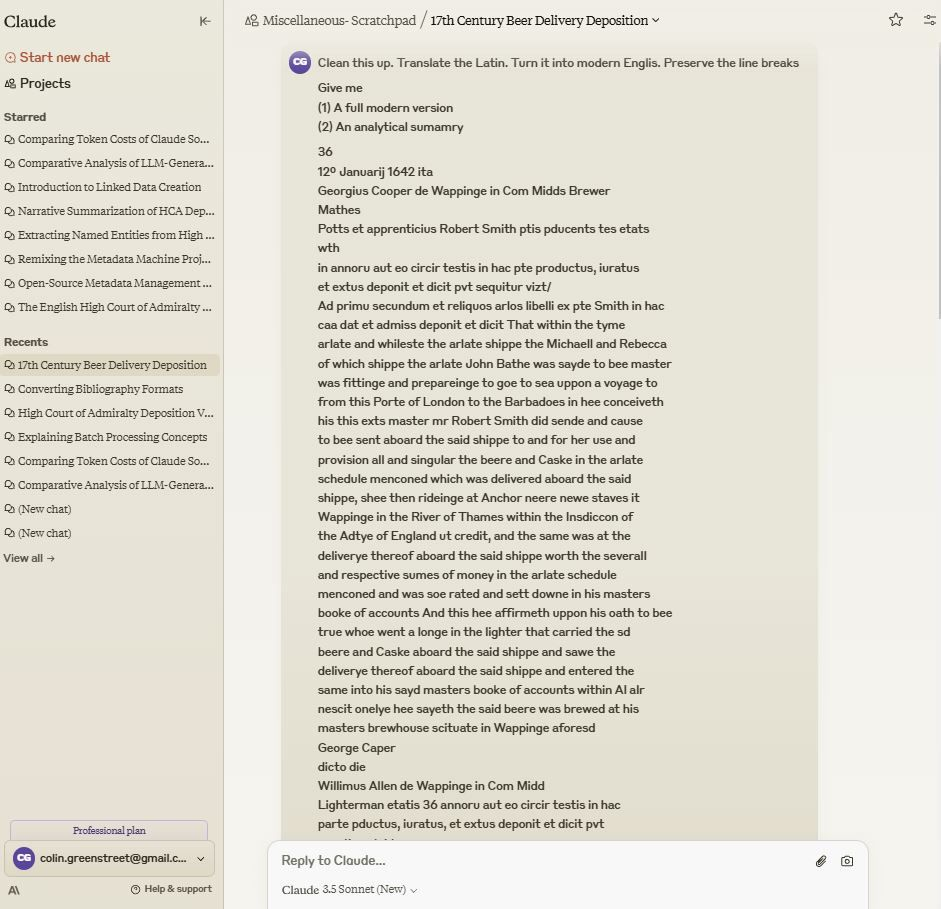 Claude
Start new chat
Projects
Starred
Comparing Token Costs of Claude So...
Comparative Analysis of LLM-Genera...
Introduction to Linked Data Creation
Narrative Summarization of HCA Dep...
Extracting Named Entities from High ...
Remixing the Metadata Machine Proj...
Open-Source Metadata Management ...
The English High Court of Admiralty ...
Recents
17th Century Beer Delivery Deposition
Converting Bibliography Formats
High Court of Admiralty Deposition V...
Explaining Batch Processing Concepts
Comparing Token Costs of Claude So...
Comparative Analysis of LLM-Genera...
(New chat)
(New chat)
View all →
Professional plan
CG colin.greenstreet@gmail.c...
Help & support
Miscellaneous- Scratchpad / 17th Century Beer Delivery Deposition
CG Clean this up. Translate the Latin. Turn it into modern Englis. Preserve the line breaks
Give me
(1) A full modern version
(2) An analytical sumamry
36
12º Januarij 1642 ita
Georgius Cooper de Wappinge in Com Midds Brewer
Mathes
Potts et apprenticius Robert Smith ptis pducents tes etats
wth
in annoru aut eo circir testis in hac pte productus, iuratus
et extus deponit et dicit pvt sequitur vizt/
Ad primu secundum et reliquos arlos libelli ex pte Smith in hac
caa dat et admiss deponit et dicit That within the tyme
arlate and whileste the arlate shippe the Michaell and Rebecca
of which shippe the arlate John Bathe was sayde to bee master
was fittinge and prepareinge to goe to sea uppon a voyage to
from this Porte of London to the Barbadoes in hee conceiveth
his this exts master mr Robert Smith did sende and cause
to bee sent aboard the said shippe to and for her use and
provision all and singular the beere and Caske in the arlate
schedule menconed which was delivered aboard the said
shippe, shee then rideinge at Anchor neere newe staves it
Wappinge in the River of Thames within the Insdiccon of
the Adtye of England ut credit, and the same was at the
deliverye thereof aboard the said shippe worth the severall
and respective sumes of money in the arlate schedule
menconed and was soe rated and sett downe in his masters
booke of accounts And this hee affirmeth uppon his oath to bee
true whoe went a longe in the lighter that carried the sd
beere and Caske aboard the said shippe and sawe the
deliverye thereof aboard the said shippe and entered the
same into his sayd masters booke of accounts within Al alr
nescit onelye hee sayeth the said beere was brewed at his
masters brewhouse scituate in Wappinge aforesd
George Caper
dicto die
Willimus Allen de Wappinge in Com Midd
Lighterman etatis 36 annoru aut eo circir testis in hac
parte pductus, iuratus, et extus deponit et dicit pvt
Reply to Claude...
Claude 3.5 Sonnet (New)